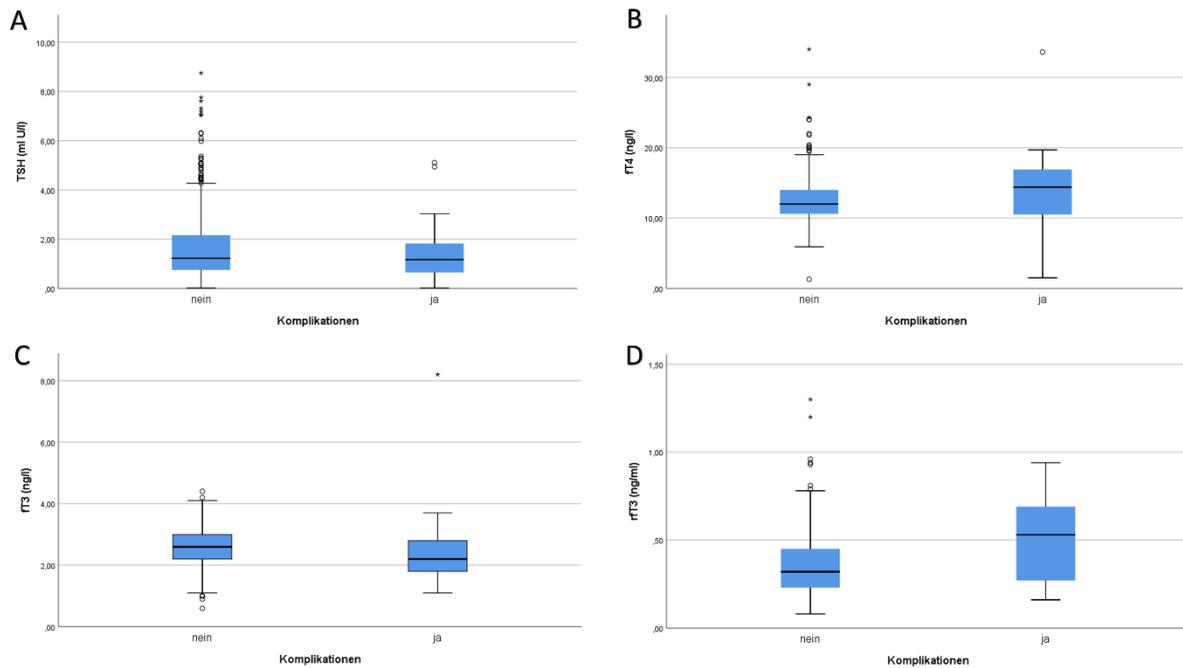 A
10,00
8,00
6,00
4,00
2,00
,00
TSH (ml U/l)
nein
ja
Komplikationen
B
30,00
20,00
10,00
,00
fT4 (ng/l)
nein
ja
Komplikationen
C
8,00
6,00
4,00
2,00
,00
fT3 (ng/l)
nein
ja
Komplikationen
D
1,50
1,00
,50
,00
rfT3 (ng/ml)
nein
ja
Komplikationen